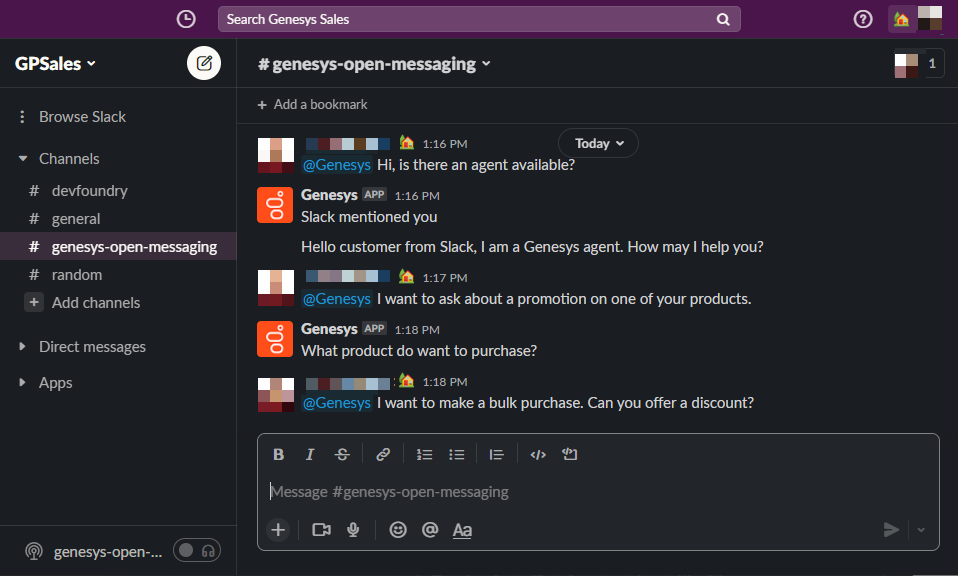 Search Genesys Sales
GPSales
# genesys-open-messaging
1
+ Add a bookmark
Browse Slack
Channels
# devfoundry
# general
# genesys-open-messaging
# random
+ Add channels
Direct messages
Apps
genesys-open-...
1:16 PM
Today
@Genesys Hi, is there an agent available?
Genesys APP 1:16 PM
Slack mentioned you
Hello customer from Slack, I am a Genesys agent. How may I help you?
1:17 PM
@Genesys I want to ask about a promotion on one of your products.
Genesys APP 1:18 PM
What product do want to purchase?
1:18 PM
@Genesys I want to make a bulk purchase. Can you offer a discount?
B I S
Message #genesys-open-messaging
+ @ Aa